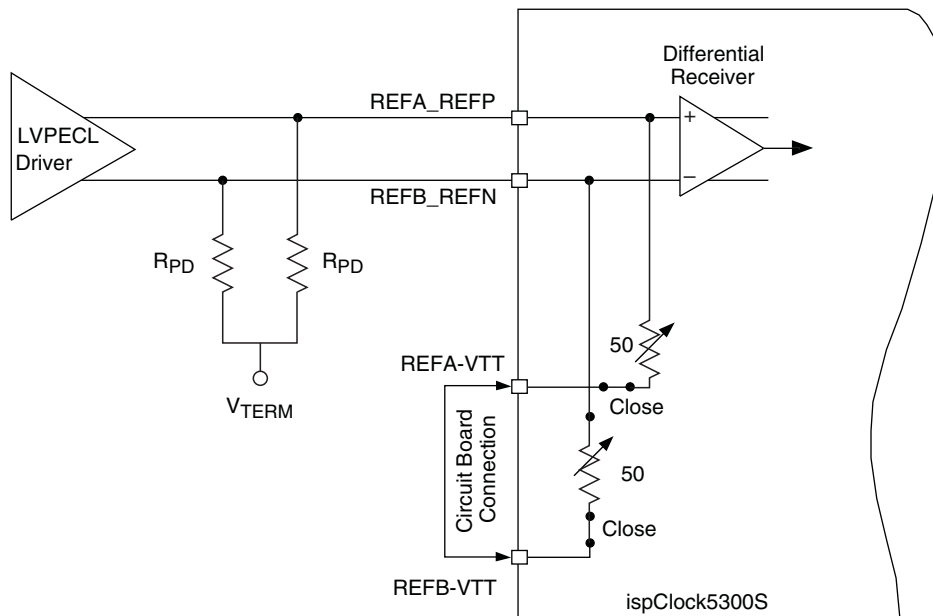 Differential
Receiver
REFA_REFP
+
LVPECL
Driver
−
REFB_REFN
RPD
RPD
50
REFA-VTT
VTERM
Close
Circuit Board
Connection
50
Close
REFB-VTT
ispClock5300S